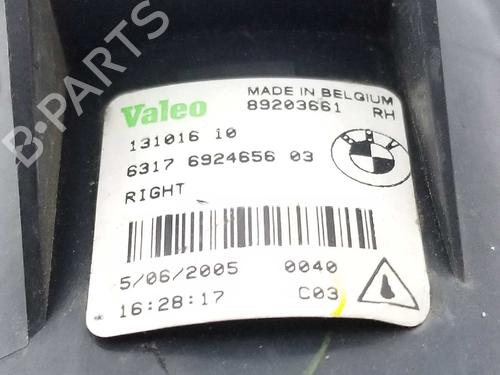 B-PARTS
Valeo
MADE IN BELGIUM
89203661 RH
131016 i0
6317 6924656 03
RIGHT
5/06/2005 0040
16:28:17 C03